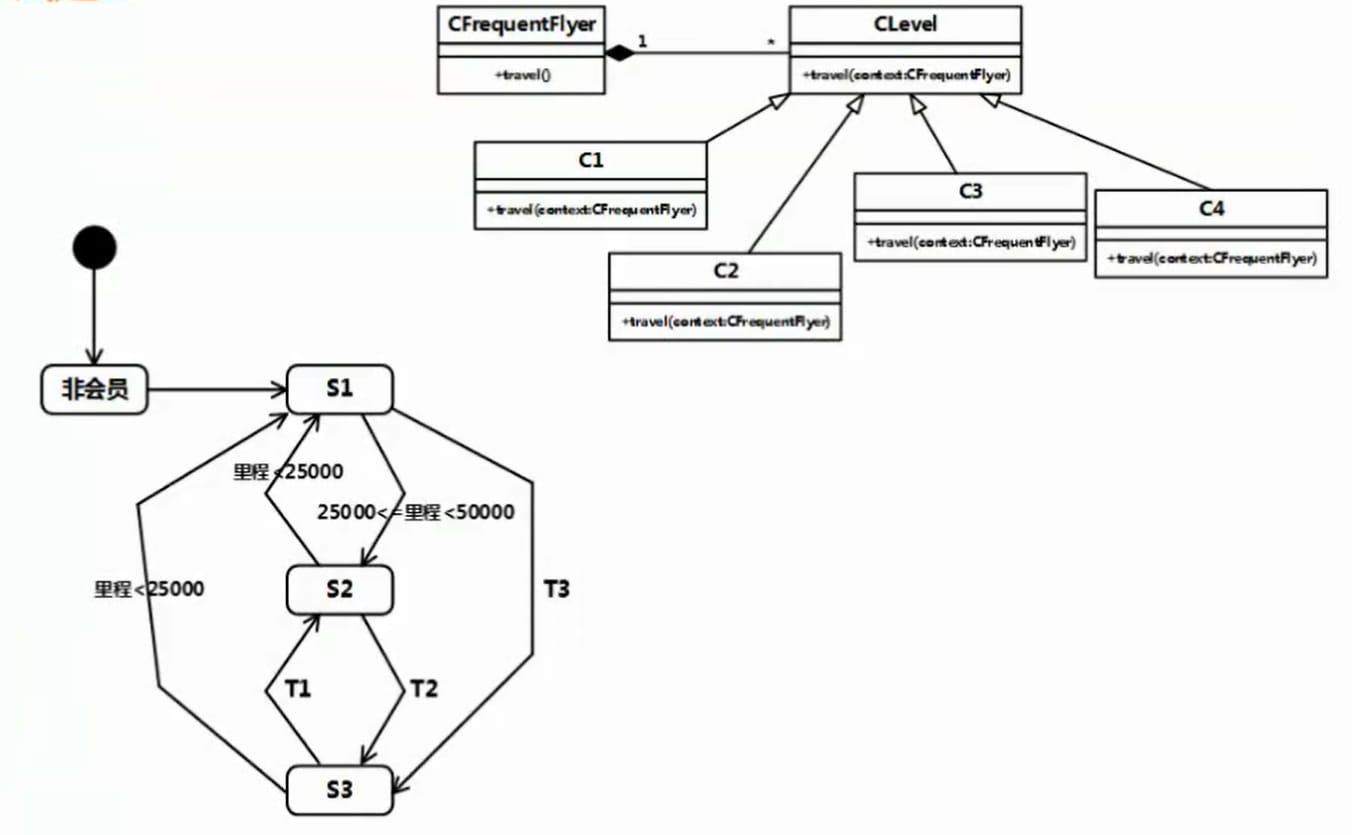 CFrequentFlyer
+travel()
1
*
CLevel
+travel(context:CFrequentFlyer)
C1
+travel(context:CFrequentFlyer)
C2
+travel(context:CFrequentFlyer)
C3
+travel(context:CFrequentFlyer)
C4
+travel(context:CFrequentFlyer)
非会员
S1
里程<25000
25000<=里程<50000
里程<25000
S2
T3
T1
T2
S3